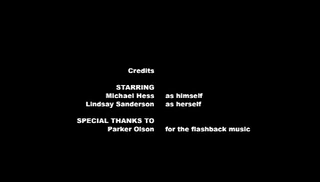 Credits
STARRING
Michael Hess as himself
Lindsay Sanderson as herself
SPECIAL THANKS TO
Parker Olson for the flashback music